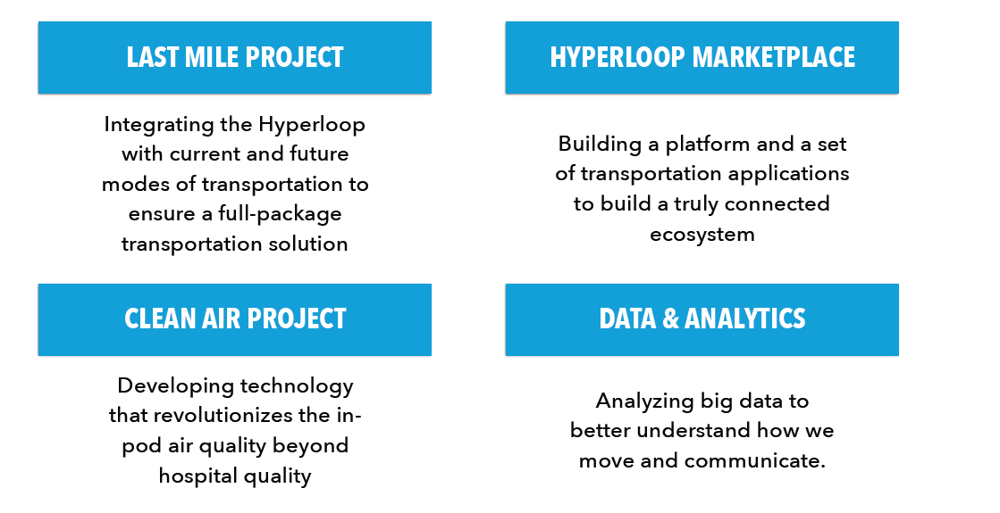 LAST MILE PROJECT
Integrating the Hyperloop
with current and future
modes of transportation to
ensure a full-package
transportation solution
HYPERLOOP MARKETPLACE
Building a platform and a set
of transportation applications
to build a truly connected
ecosystem
CLEAN AIR PROJECT
Developing technology
that revolutionizes the in-
pod air quality beyond
hospital quality
DATA & ANALYTICS
Analyzing big data to
better understand how we
move and communicate.